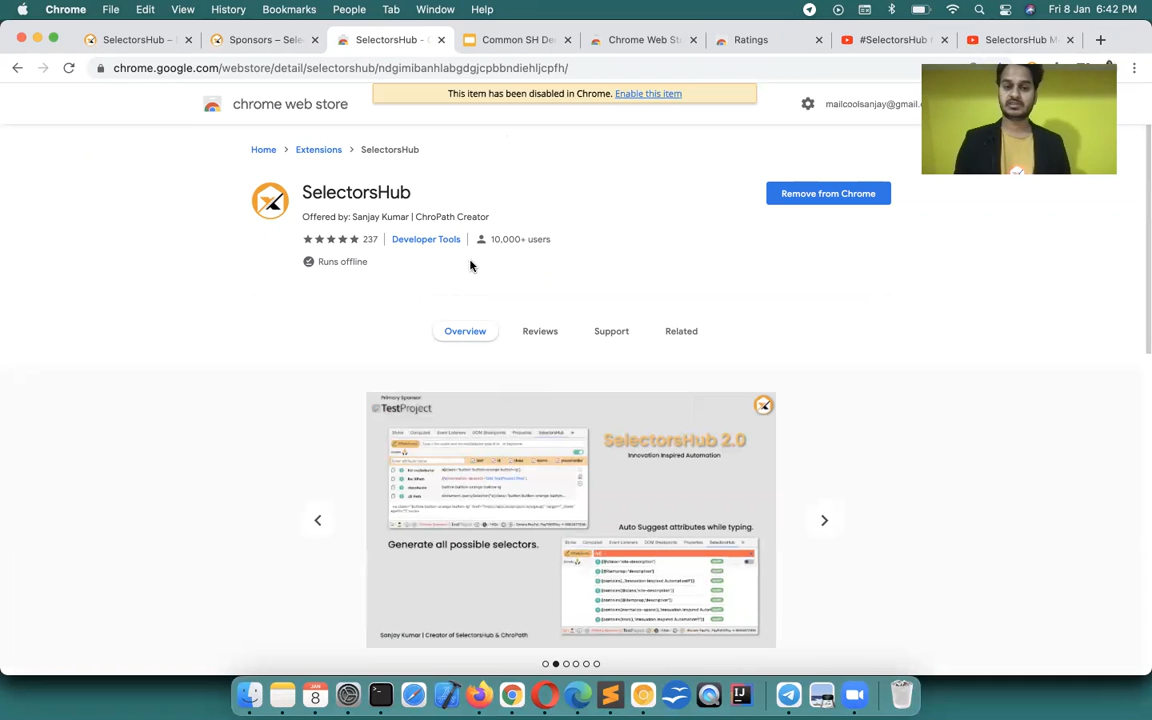 Chrome File Edit View History Bookmarks People Tab Window Help Fri 8 Jan 6:42 PM
SelectorsHub – Sponsors – Sele SelectorsHub - Common SH De Chrome Web St Ratings #SelectorsHub SelectorsHub M
chrome.google.com/webstore/detail/selectorshub/ndgimibanhlabgdgjcpbbndiehljcpfh/
This item has been disabled in Chrome. Enable this item
chrome web store
mailcoolsanjay@gmail.
Home > Extensions > SelectorsHub
SelectorsHub
Remove from Chrome
Offered by: Sanjay Kumar | ChroPath Creator
237 Developer Tools 10,000+ users
Runs offline
Overview Reviews Support Related
Primary Sponsor
TestProject
SelectorsHub 2.0
Innovation Inspired Automation
Auto Suggest attributes while typing.
Generate all possible selectors.
Sanjay Kumar | Creator of SelectorsHub & ChroPath
JAN
8